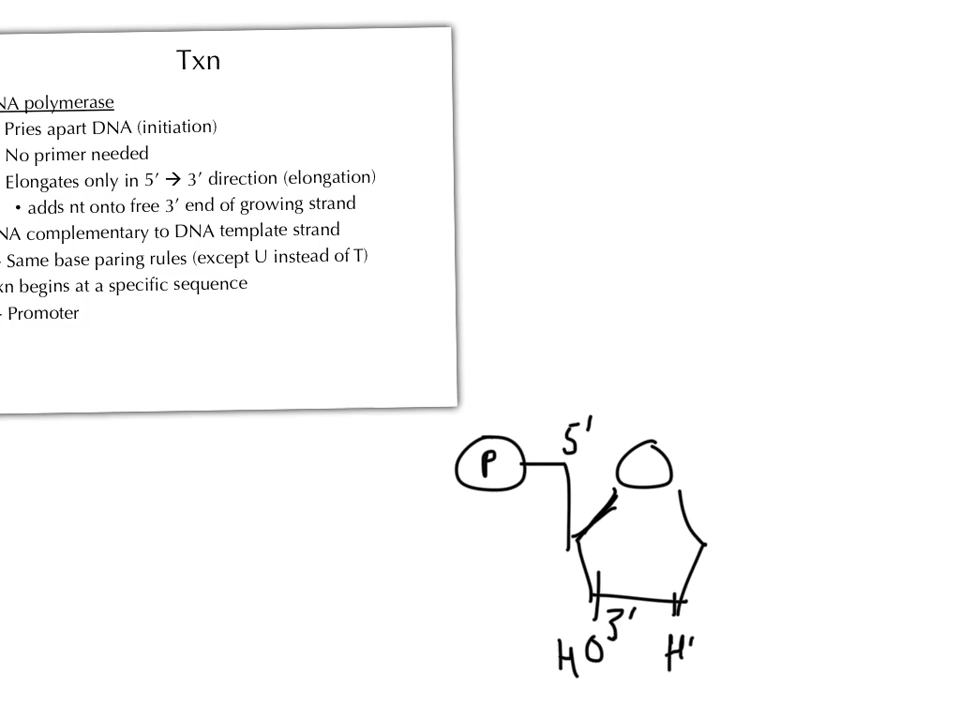 Txn
NA polymerase
Pries apart DNA (initiation)
No primer needed
Elongates only in 5′ → 3′ direction (elongation)
• adds nt onto free 3′ end of growing strand
NA complementary to DNA template strand
- Same base paring rules (except U instead of T)
xn begins at a specific sequence
- Promoter
5'
P
3'
HO H'